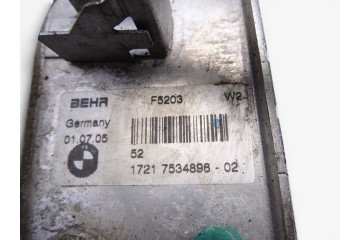 BEHR F5203 W2
Germany
01.07.05
52
1721 7534896 - 02